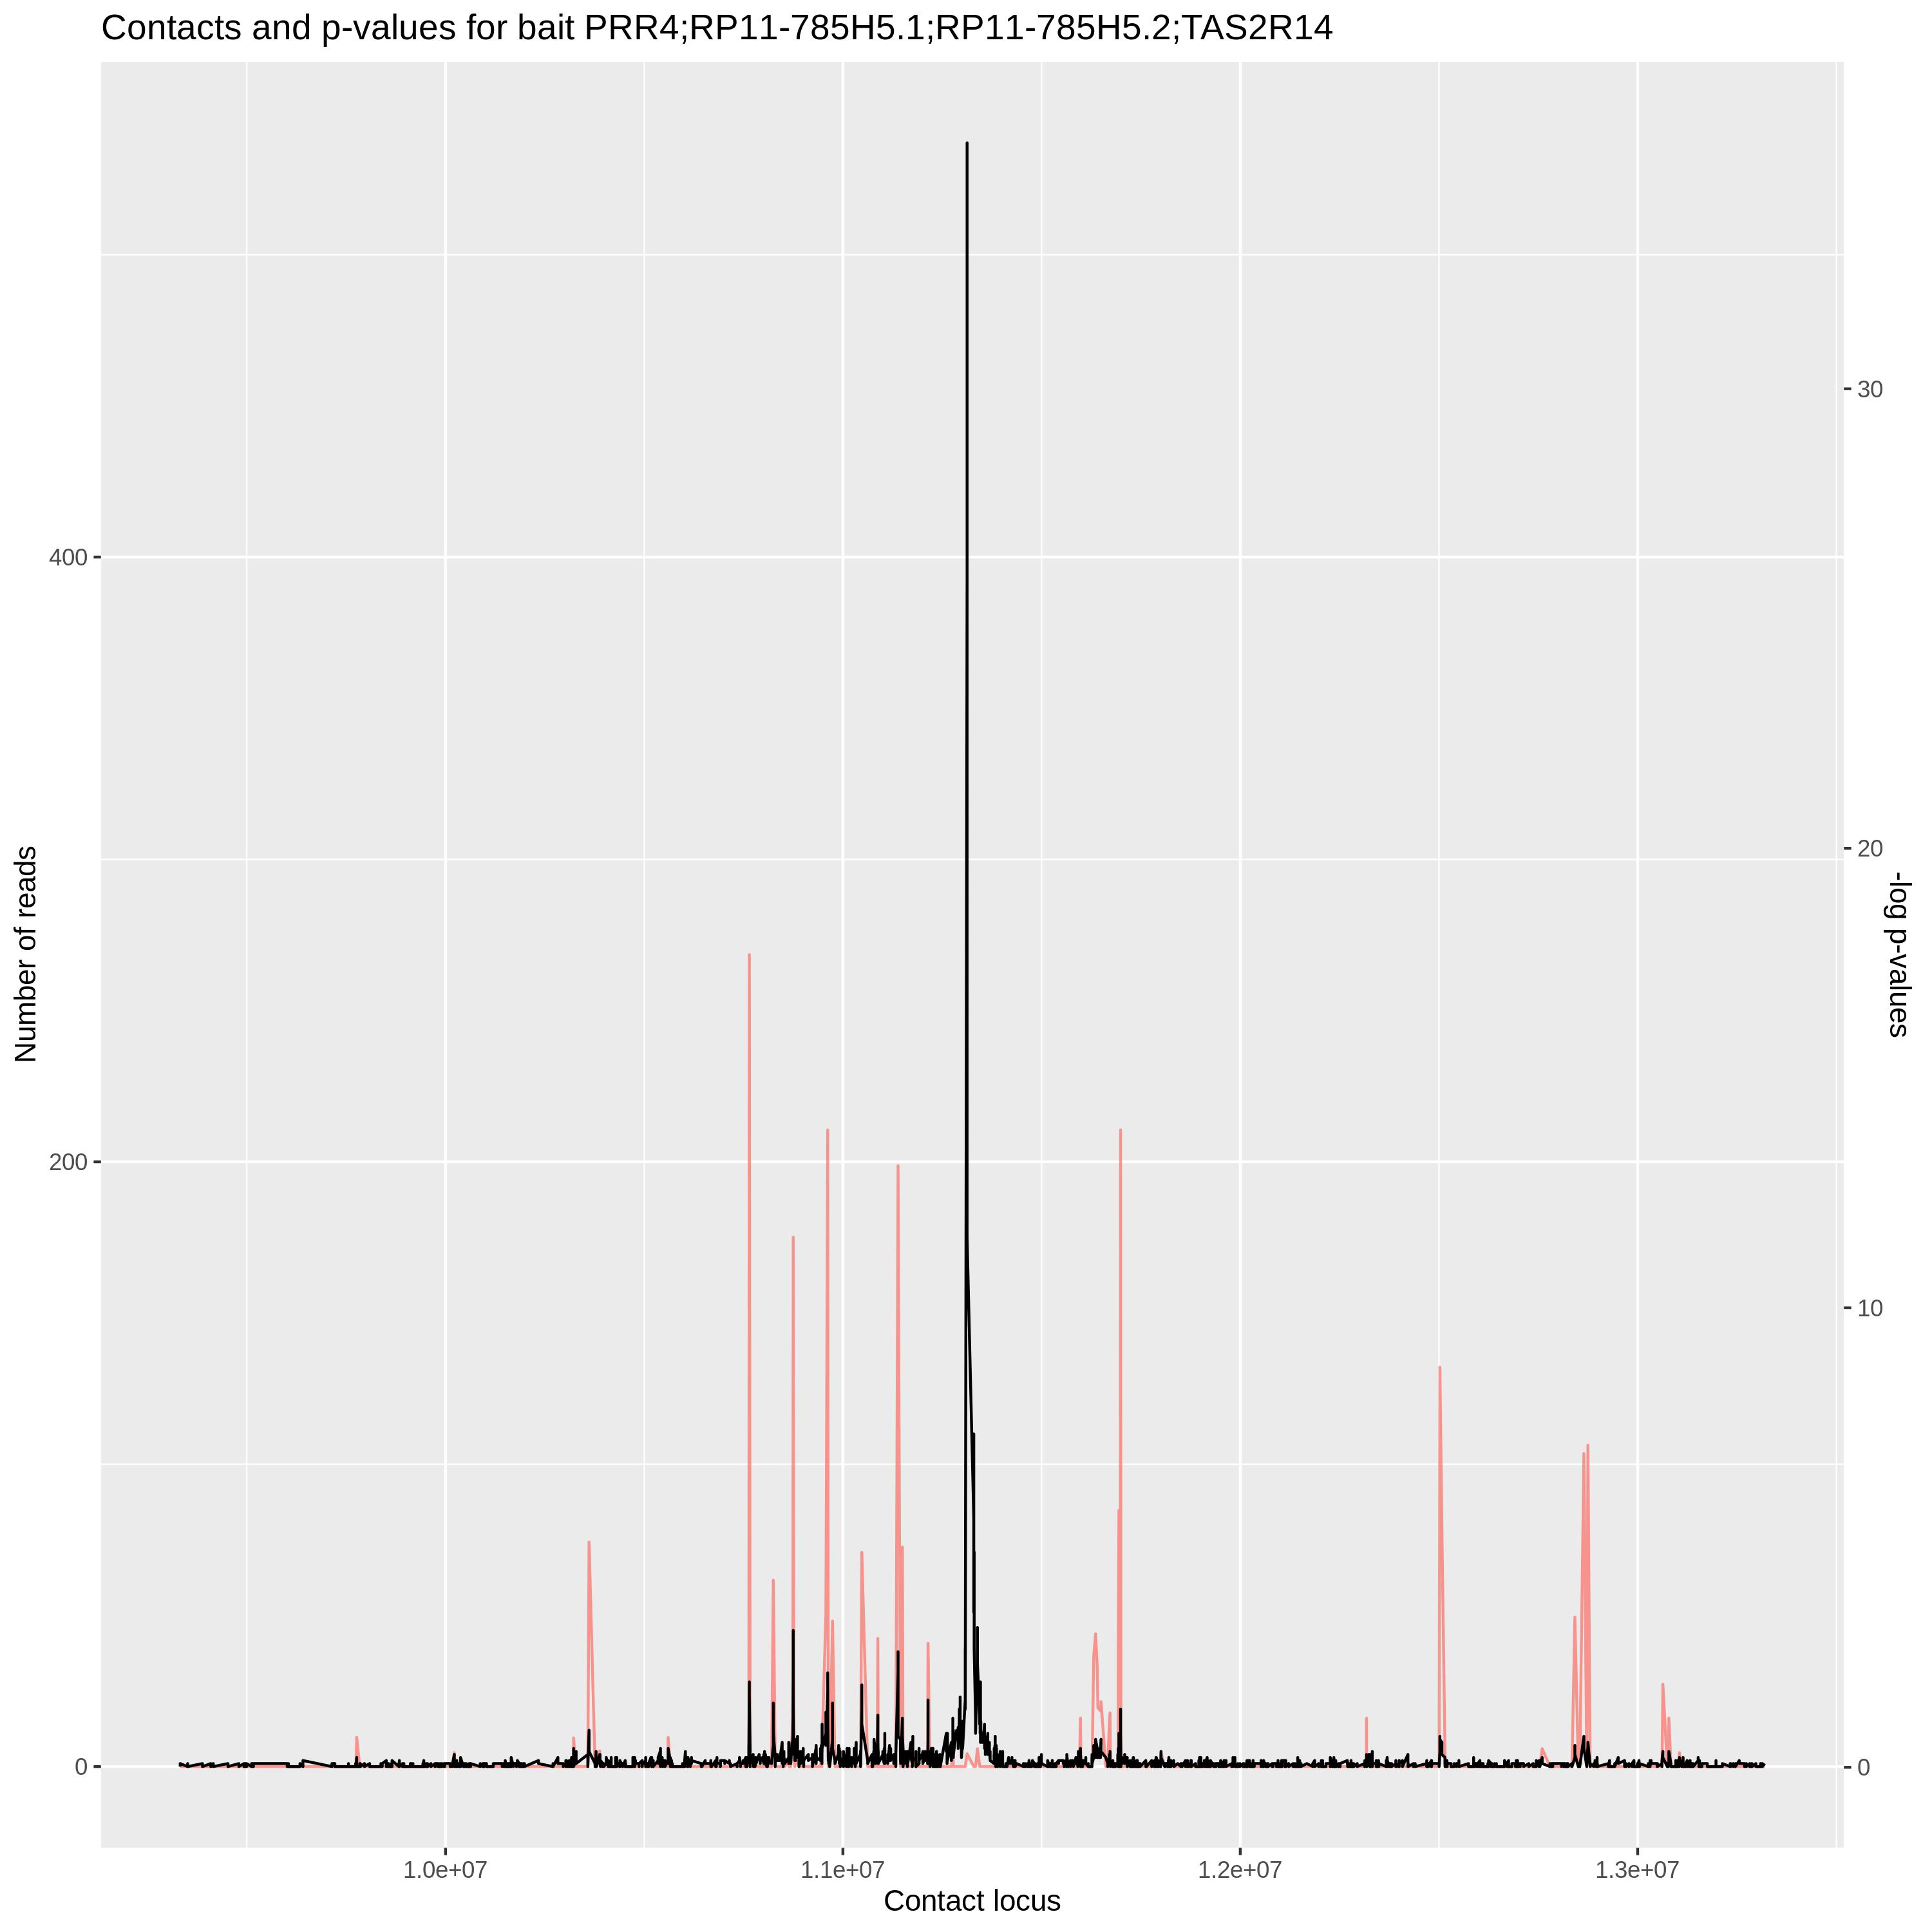 Contacts and p-values for bait PRR4;RP11-785H5.1;RP11-785H5.2;TAS2R14
Number of reads
400
200
0
30
20
10
0
-log p-values
1.0e+07
1.1e+07
1.2e+07
1.3e+07
Contact locus